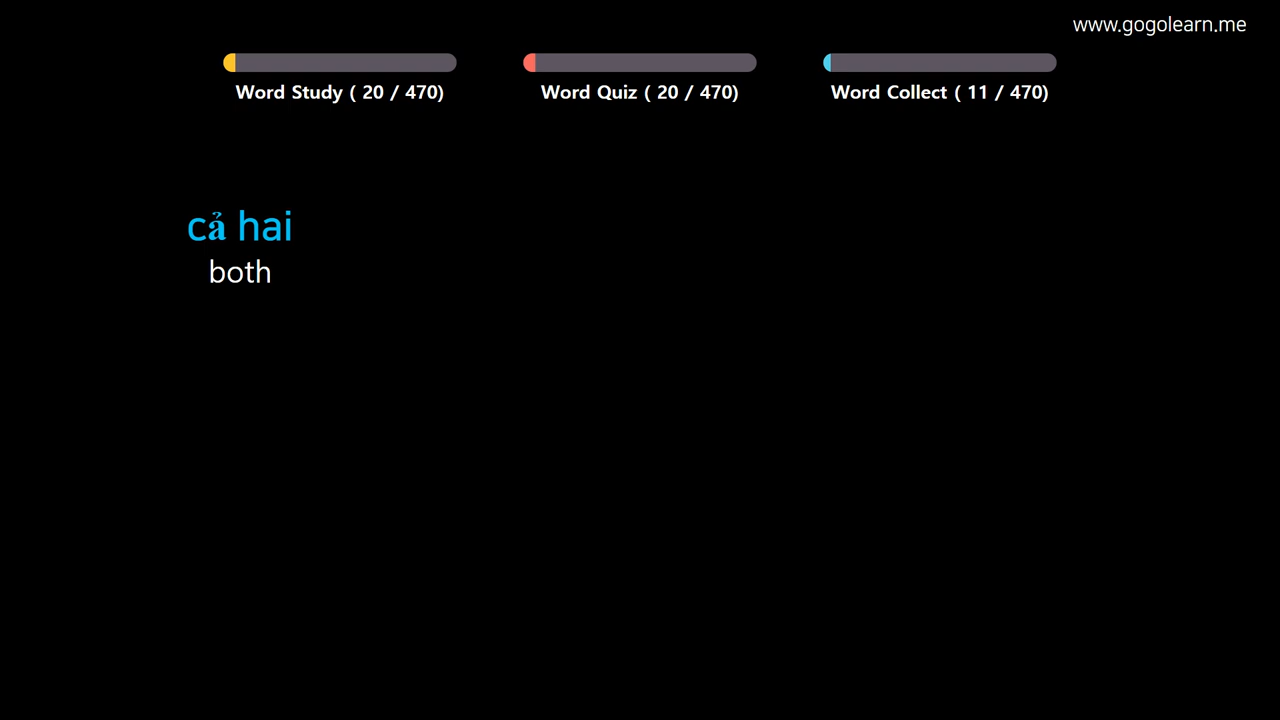 www.gogolearn.me
Word Study ( 20 / 470)
Word Quiz ( 20 / 470)
Word Collect ( 11 / 470)
cả hai
both